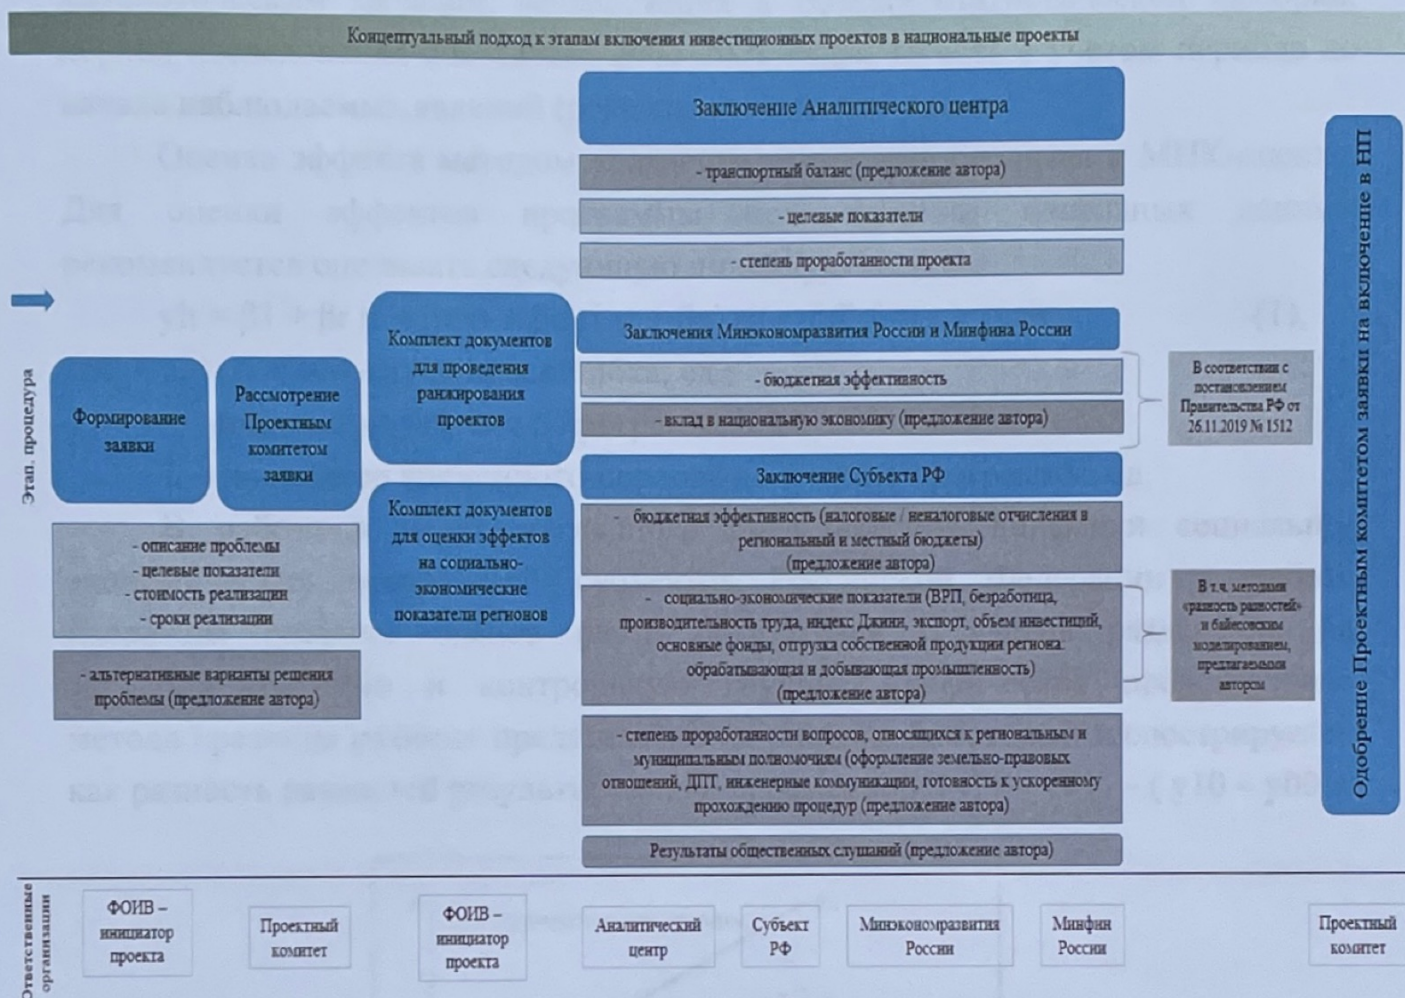 Концептуальный подход к этапам включения инвестиционных проектов в национальные проекты
Этап. процедура
Формирование
заявки
- описание проблемы
- целевые показатели
- стоимость реализации
- сроки реализации
- альтернативные варианты решения
проблемы (предложение автора)
Рассмотрение
Проектным
комитетом
заявки
Комплект документов
для проведения
ранжирования
проектов
Комплект документов
для оценки эффектов
на социально-
экономические
показатели регионов
Заключение Аналитического центра
- транспортный баланс (предложение автора)
- целевые показатели
- степень проработанности проекта
Заключения Минэкономразвития России и Минфина России
- бюджетная эффективность
- вклад в национальную экономику (предложение автора)
В соответствии с
постановлением
Правительства РФ от
26.11.2019 № 1512
Заключение Субъекта РФ
- бюджетная эффективность (налоговые / неналоговые отчисления в
региональный и местный бюджеты)
(предложение автора)
- социально-экономические показатели (ВРП, безработица,
производительность труда, индекс Джини, экспорт, объем инвестиций,
основные фонды, отгрузка собственной продукции региона:
обрабатывающая и добывающая промышленность)
(предложение автора)
В т.ч. методами
«разность разностей»
и байесовским
моделированием,
предлагаемыми
автором
- степень проработанности вопросов, относящихся к региональным и
муниципальным полномочиям (оформление земельно-правовых
отношений, ДПТ, инженерные коммуникации, готовность к ускоренному
прохождению процедур (предложение автора)
Результаты общественных слушаний (предложение автора)
Одобрение Проектным комитетом заявки на включение в НП
Ответственные
организации
ФОИВ –
инициатор
проекта
Проектный
комитет
ФОИВ –
инициатор
проекта
Аналитический
центр
Субъект
РФ
Минэкономразвития
России
Минфин
России
Проектный
комитет